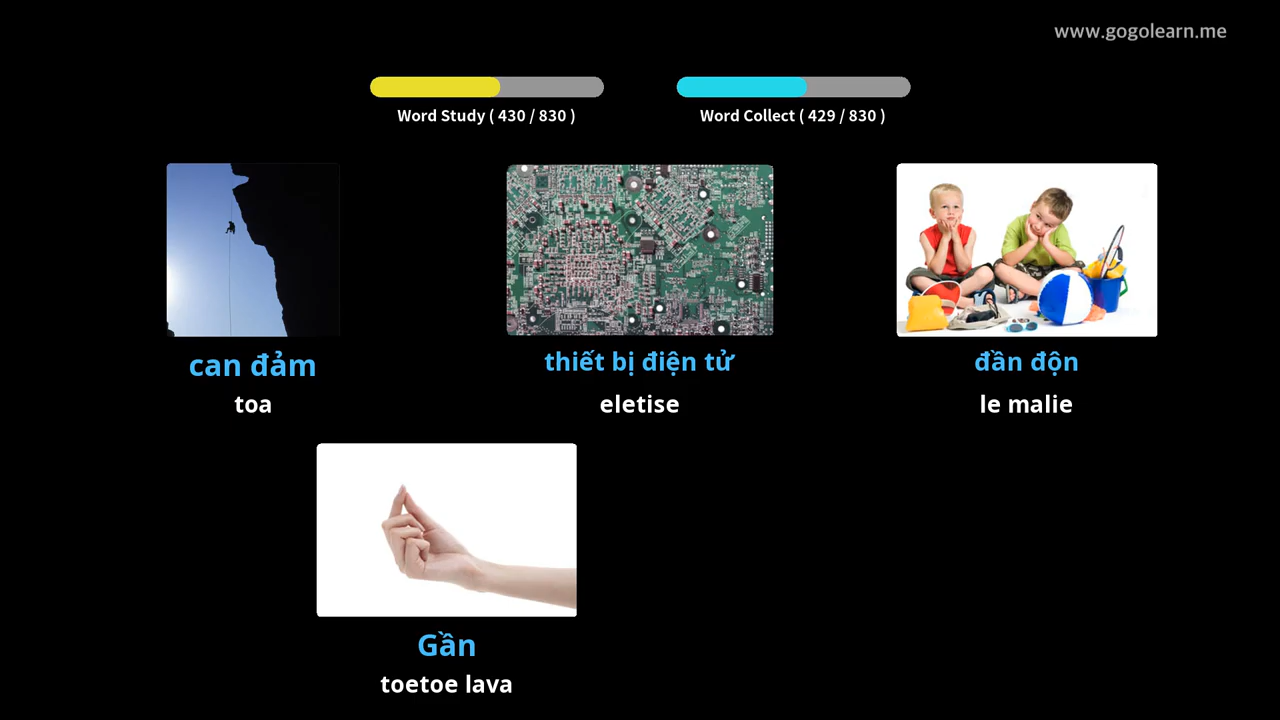 www.gogolearn.me
Word Study ( 430 / 830 )
Word Collect ( 429 / 830 )
can đảm
toa
thiết bị điện tử
eletise
đần độn
le malie
Gần
toetoe lava